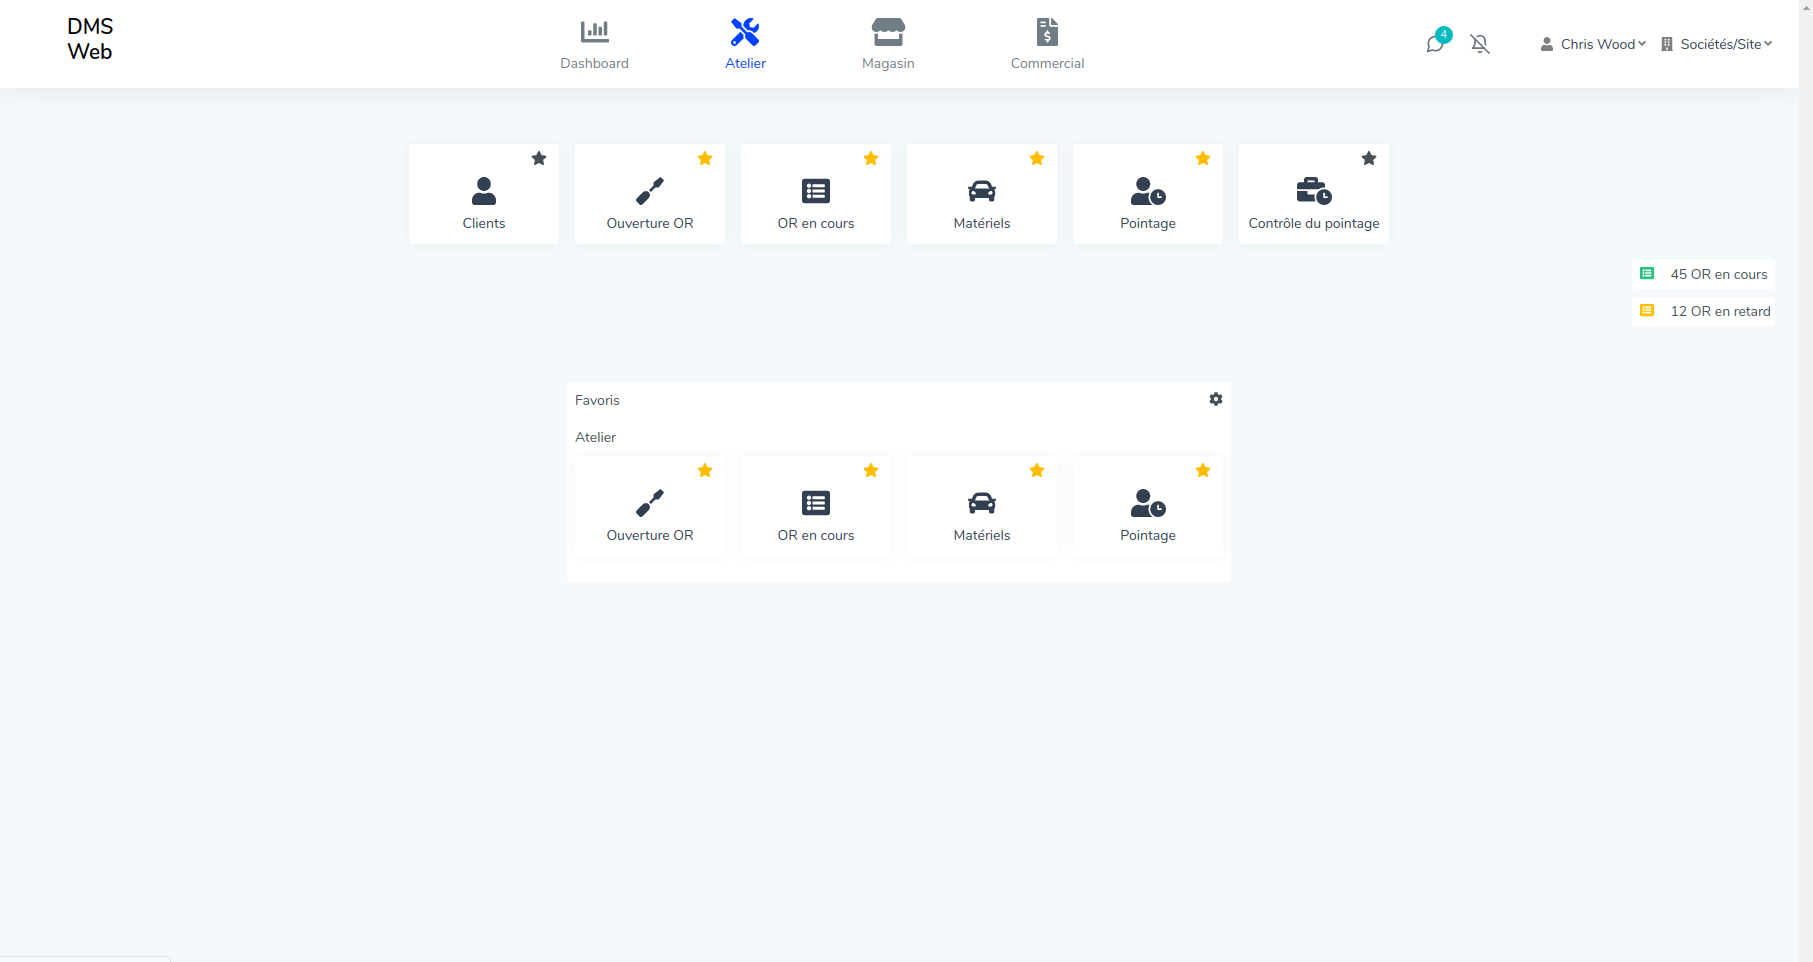 DMS
Web
Dashboard
Atelier
Magasin
Commercial
4
Chris Wood
Sociétés/Site
Clients
Ouverture OR
OR en cours
Matériels
Pointage
Contrôle du pointage
45 OR en cours
12 OR en retard
Favoris
Atelier
Ouverture OR
OR en cours
Matériels
Pointage